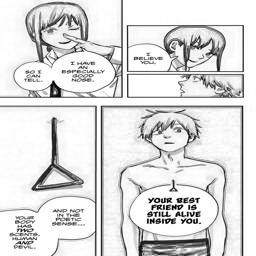 I HAVE
AN
ESPECIALLY
GOOD
NOSE.
SO I
CAN
TELL.
I
BELIEVE
YOU.
YOUR BEST
FRIEND IS
STILL ALIVE
INSIDE YOU.
AND NOT
IN THE
POETIC
SENSE...
YOUR
BODY
HAS
TWO
SCENTS.
HUMAN
AND
DEVIL.